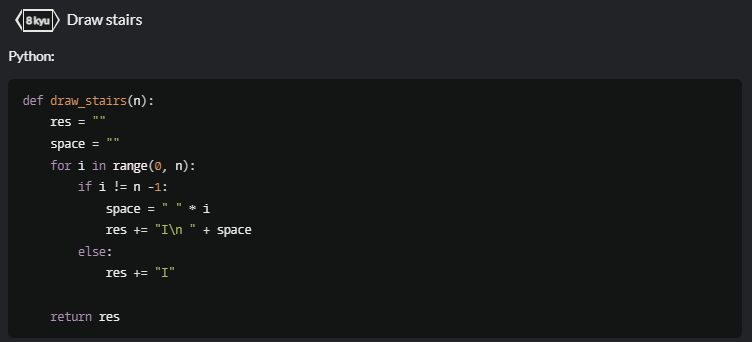 8 kyu Draw stairs
Python:
def draw_stairs(n):
    res = ""
    space = ""
    for i in range(0, n):
        if i != n -1:
            space = " " * i
            res += "I\n " + space
        else:
            res += "I"

    return res